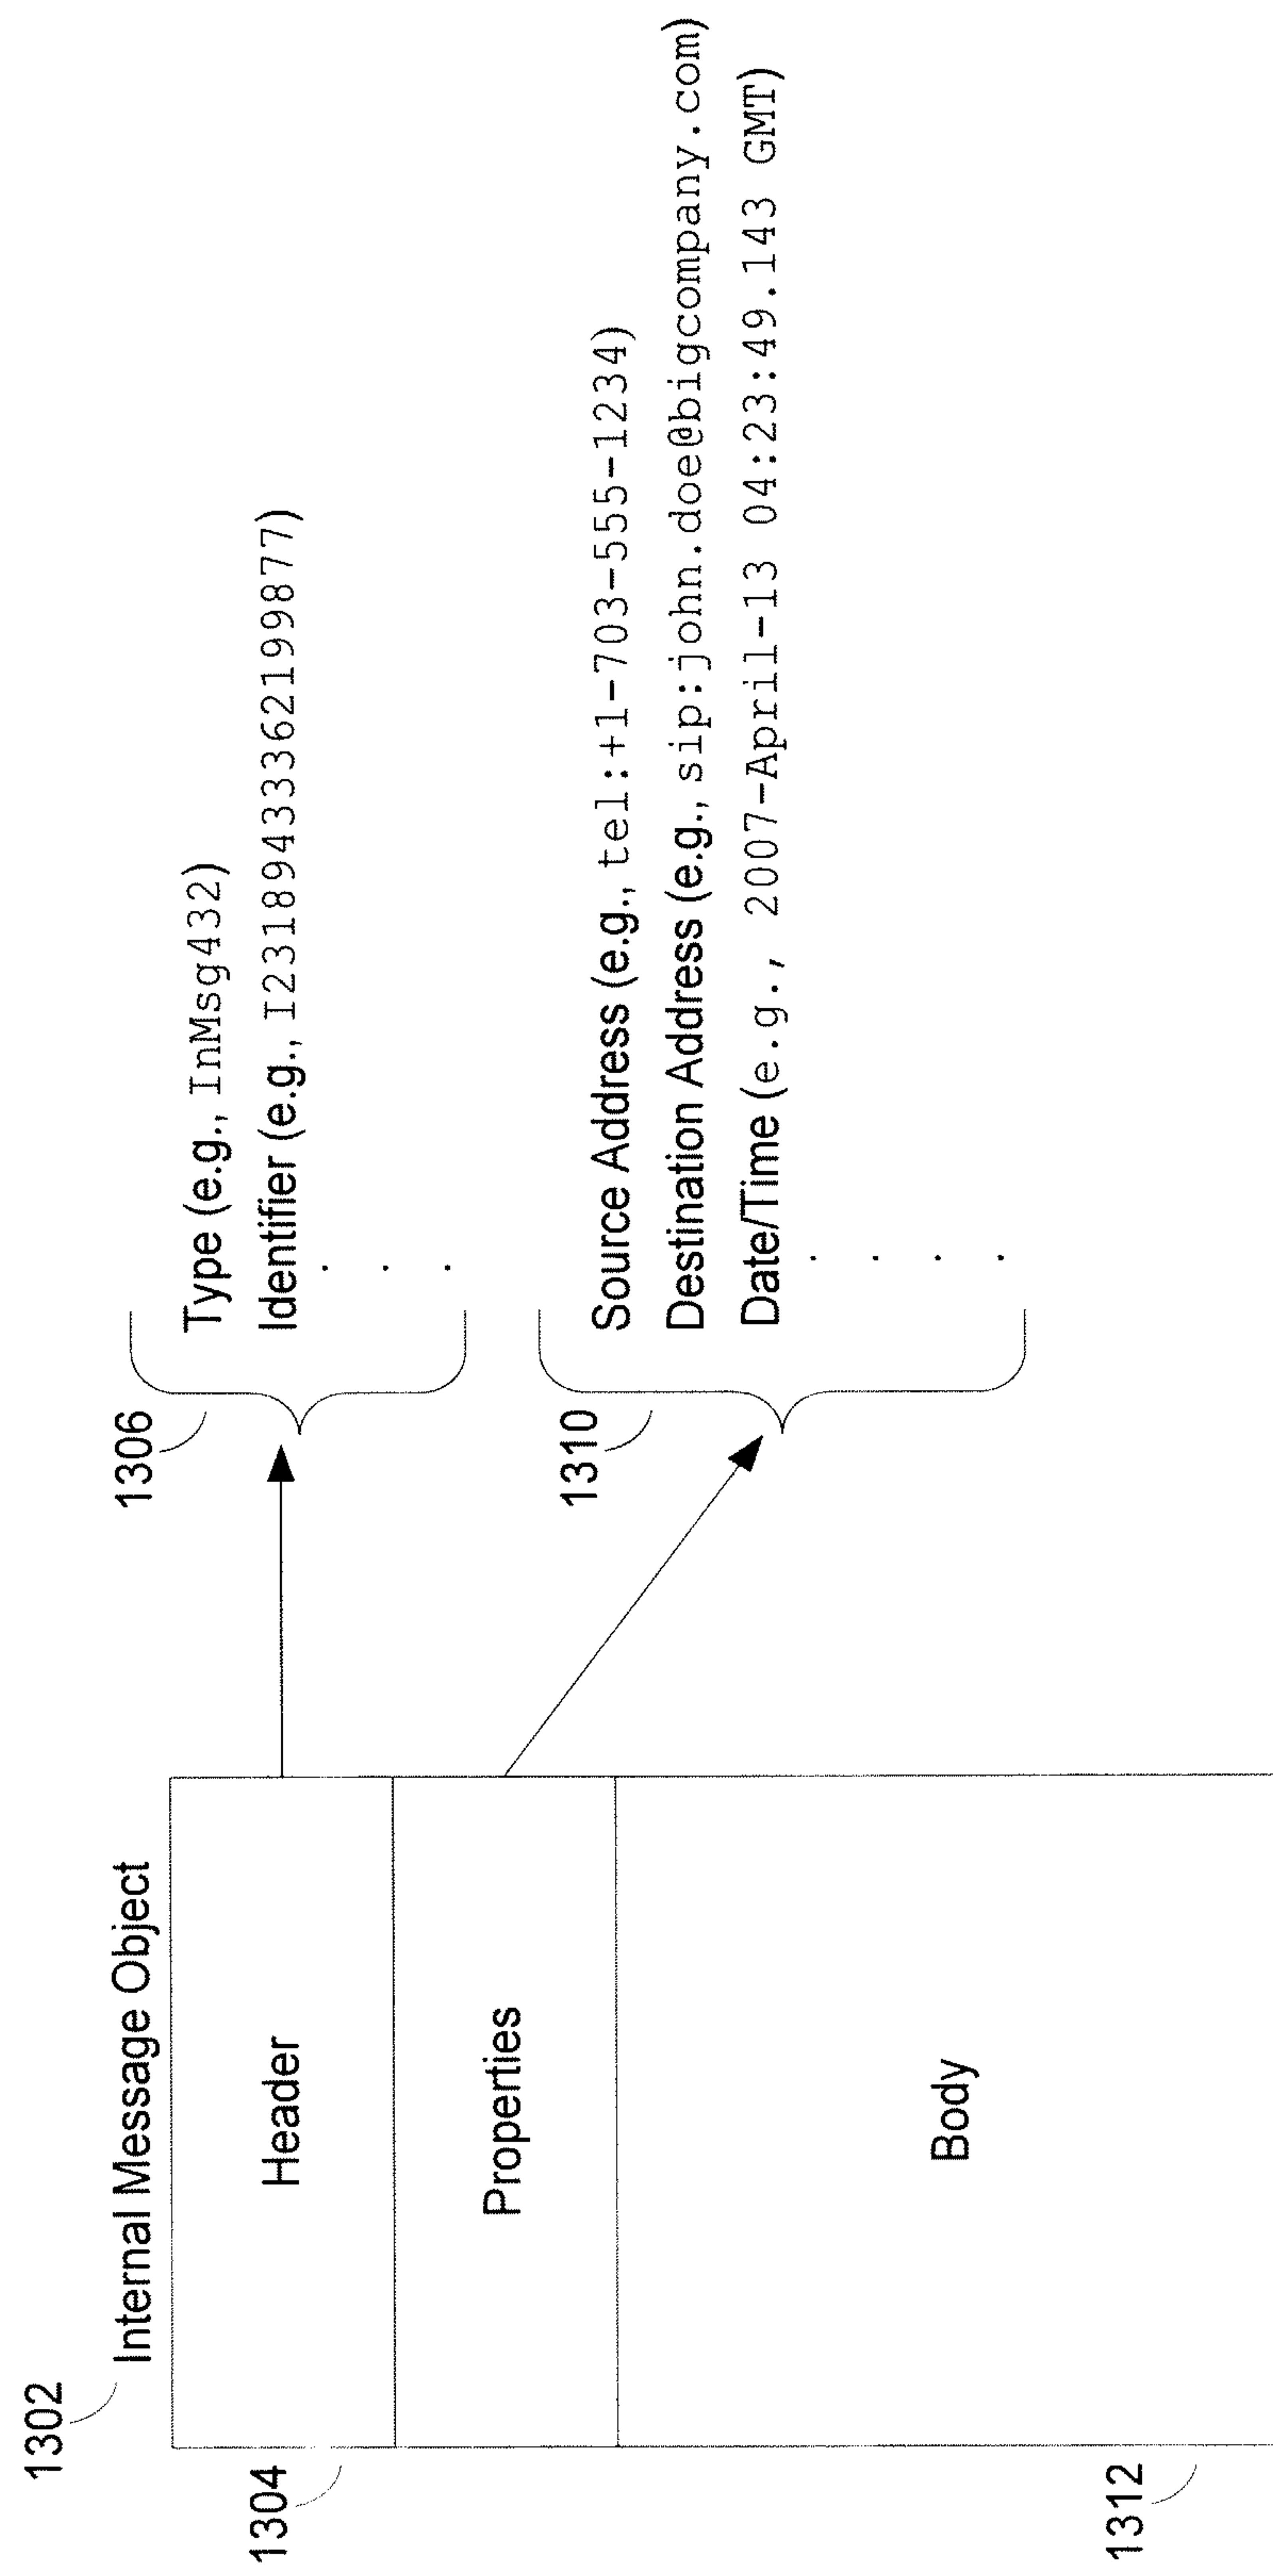 1302
Internal Message Object
1304
Header
Properties
Body
1312
1306
Type (e.g., InMsg432)
Identifier (e.g., I2318943336219​9877)
.
.
.
1310
Source Address (e.g., tel:+1-703-555-1234)
Destination Address (e.g., sip:john.doe@bigcompany.com)
Date/Time (e.g., 2007-April-13 04:23:49.143 GMT)
.
.
.
.